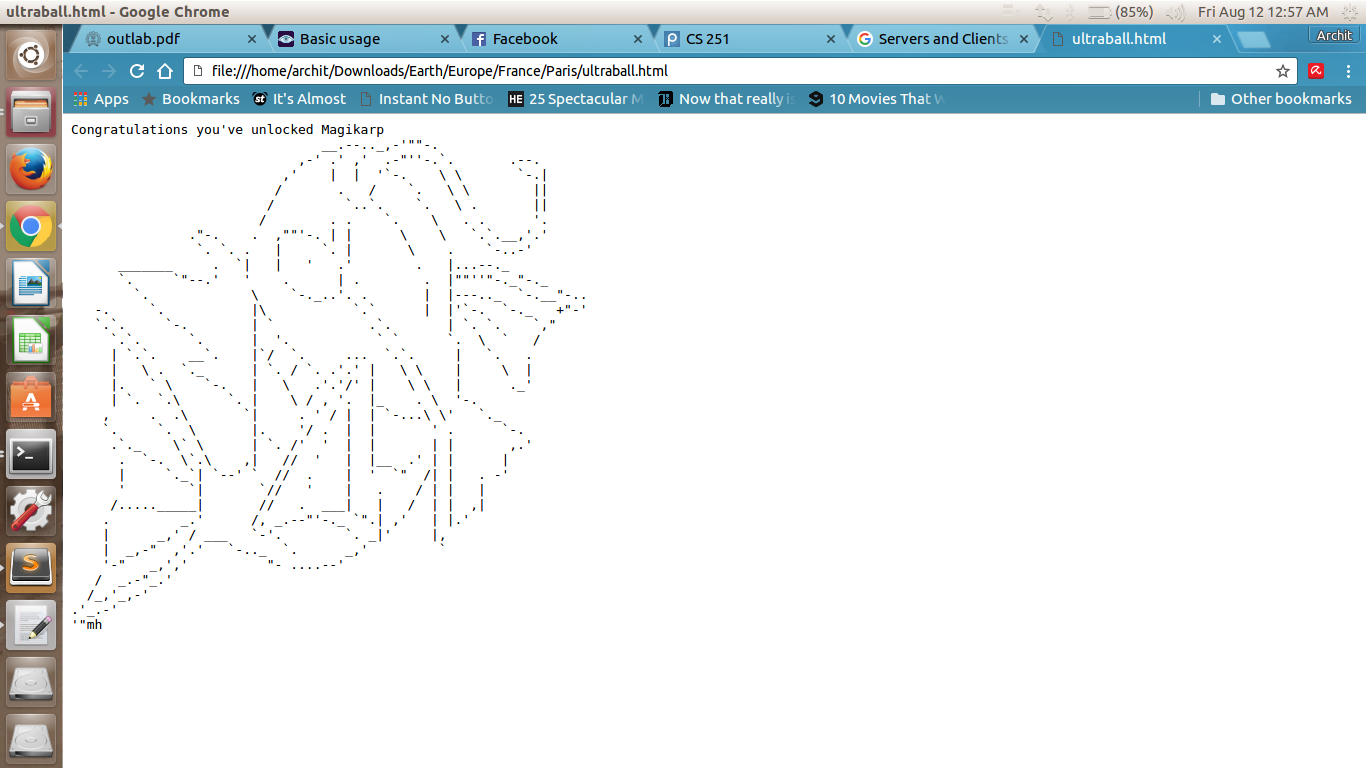 ultraball.html - Google Chrome
(85%) Fri Aug 12 12:57 AM
outlab.pdf Basic usage Facebook CS 251 Servers and Clients ultraball.html Archit
file:///home/archit/Downloads/Earth/Europe/France/Paris/ultraball.html
Apps Bookmarks It's Almost Instant No Butto 25 Spectacular M Now that really is 10 Movies That W Other bookmarks
Congratulations you've unlocked Magikarp
'"mh